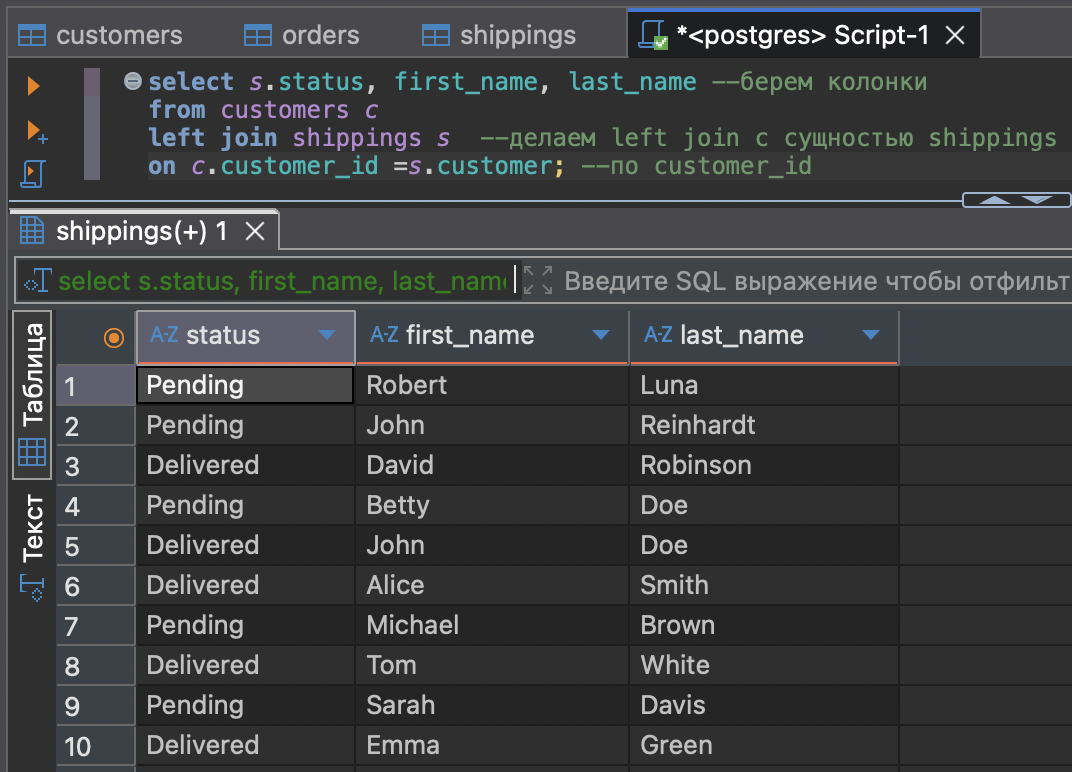 customers orders shippings *<postgres> Script-1
select s.status, first_name, last_name --берем колонки
from customers c
left join shippings s --делаем left join с сущностью shippings
on c.customer_id =s.customer; --по customer_id
shippings(+) 1
select s.status, first_name, last_name Введите SQL выражение чтобы отфильт
Таблица
Текст
A-Z status A-Z first_name A-Z last_name
1 Pending Robert Luna
2 Pending John Reinhardt
3 Delivered David Robinson
4 Pending Betty Doe
5 Delivered John Doe
6 Delivered Alice Smith
7 Pending Michael Brown
8 Delivered Tom White
9 Pending Sarah Davis
10 Delivered Emma Green